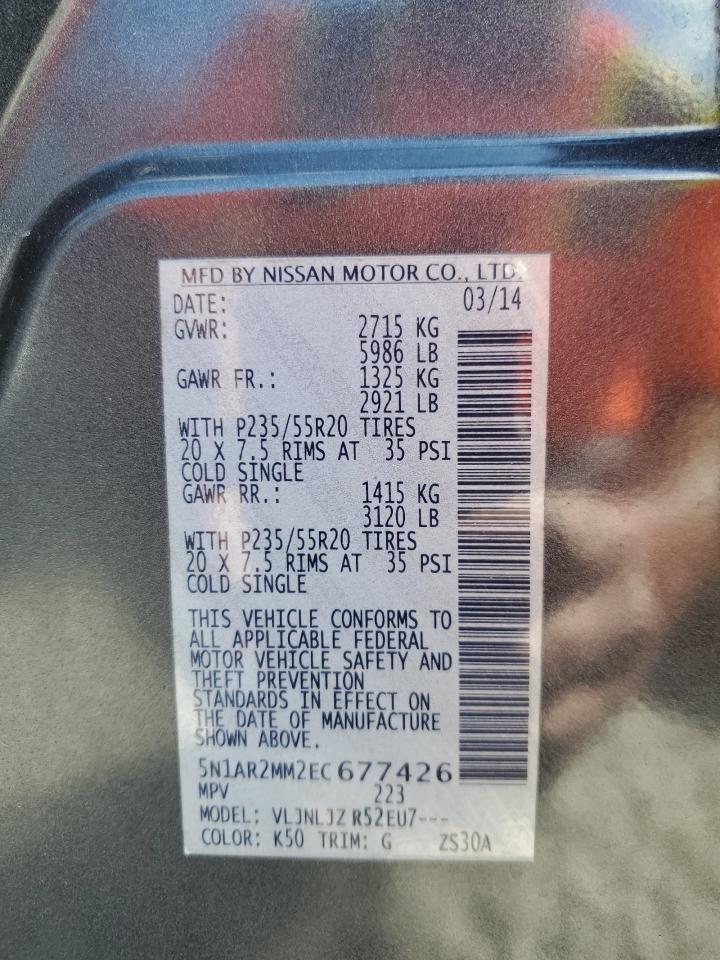 MFD BY NISSAN MOTOR CO., LTD.
DATE: 03/14
GVWR: 2715 KG
5986 LB
GAWR FR.: 1325 KG
2921 LB
WITH P235/55R20 TIRES
20 X 7.5 RIMS AT 35 PSI
COLD SINGLE
GAWR RR.: 1415 KG
3120 LB
WITH P235/55R20 TIRES
20 X 7.5 RIMS AT 35 PSI
COLD SINGLE
THIS VEHICLE CONFORMS TO
ALL APPLICABLE FEDERAL
MOTOR VEHICLE SAFETY AND
THEFT PREVENTION
STANDARDS IN EFFECT ON
THE DATE OF MANUFACTURE
SHOWN ABOVE.
5N1AR2MM2EC677426
MPV 223
MODEL: VLJNLJZ R52EU7---
COLOR: K50 TRIM: G ZS30A